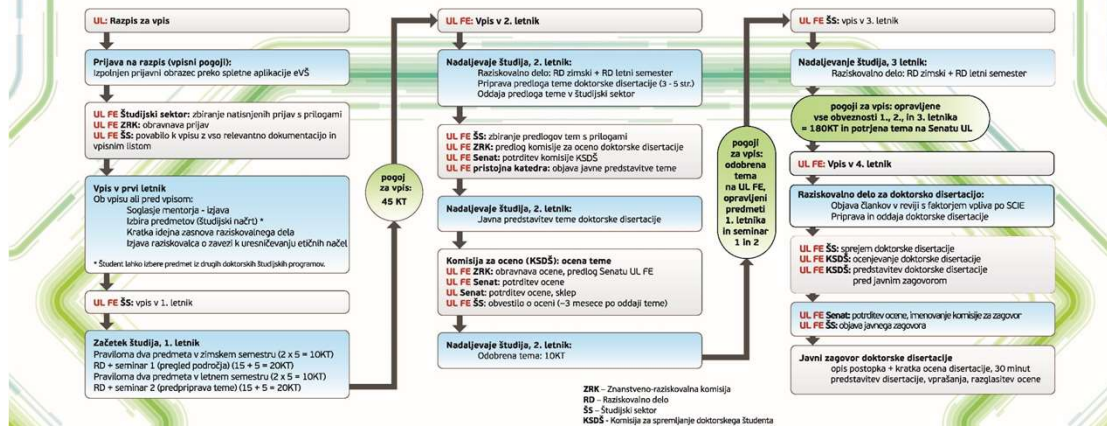 UL: Razpis za vpis
Prijava na razpis (vpisni pogoji):
Izpolnjen prijavni obrazec preko spletne aplikacije eVŠ
UL FE Študijski sektor: zbiranje natisnjenih prijav s prilogami
UL FE ZRK: obravnava prijav
UL FE ŠS: povabilo k vpisu z vso relevantno dokumentacijo in
vpisnim listom
Vpis v prvi letnik
Ob vpisu ali pred vpisom:
Soglasje mentorja - izjava
Izbira predmetov (študijski načrt) *
Kratka idejna zasnova raziskovalnega dela
Izjava raziskovalca o zavezi k uresničevanju etičnih načel
* Študent lahko izbere predmet iz drugih doktorskih študijskih programov.
UL FE ŠS: vpis v 1. letnik
Začetek študija, 1. letnik
Praviloma dva predmeta v zimskem semestru (2 x 5 = 10KT)
RD + seminar 1 (pregled področja) (15 + 5 = 20KT)
Praviloma dva predmeta v letnem semestru (2 x 5 = 10KT)
RD + seminar 2 (predpriprava teme) (15 + 5 = 20KT)
pogoj
za vpis:
45 KT
UL FE: Vpis v 2. letnik
Nadaljevaje študija, 2. letnik:
Raziskovalno delo: RD zimski + RD letni semester
Priprava predloga teme doktorske disertacije (3 - 5 str.)
Oddaja predloga teme v študijski sektor
UL FE ŠS: zbiranje predlogov tem s prilogami
UL FE ZRK: predlog komisije za oceno doktorske disertacije
UL FE Senat: potrditev komisije KSDŠ
UL FE pristojna katedra: objava javne predstavitve teme
Nadaljevaje študija, 2. letnik:
Javna predstavitev teme doktorske disertacije
Komisija za oceno (KSDŠ): ocena teme
UL FE ZRK: obravnava ocene, predlog Senatu UL FE
UL FE Senat: potrditev ocene
UL Senat: potrditev ocene, sklep
UL FE ŠS: obvestilo o oceni (~3 mesece po oddaji teme)
Nadaljevaje študija, 2. letnik:
Odobrena tema: 10KT
pogoji
za vpis:
odobrena
tema
na UL FE,
opravljeni
predmeti
1. letnika
in seminar
1 in 2
UL FE ŠS: vpis v 3. letnik
Nadaljevanje študija, 3 letnik:
Raziskovalno delo: RD zimski + RD letni semester
pogoji za vpis: opravljene
vse obveznosti 1., 2., in 3. letnika
= 180KT in potrjena tema na Senatu UL
UL FE: Vpis v 4. letnik
Raziskovalno delo za doktorsko disertacijo:
Objava člankov v reviji s faktorjem vpliva po SCIE
Priprava in oddaja doktorske disertacije
UL FE ŠS: sprejem doktorske disertacije
UL FE KSDŠ: ocenjevanje doktorske disertacije
UL FE KSDŠ: predstavitev doktorske disertacije
pred javnim zagovorom
UL FE Senat: potrditev ocene, imenovanje komisije za zagovor
UL FE ŠS: objava javnega zagovora
Javni zagovor doktorske disertacije
opis postopka + kratka ocena disertacije, 30 minut
predstavitev disertacije, vprašanja, razglasitev ocene
ZRK – Znanstveno-raziskovalna komisija
RD – Raziskovalno delo
ŠS – Študijski sektor
KSDŠ - Komisija za spremljanje doktorskega študenta